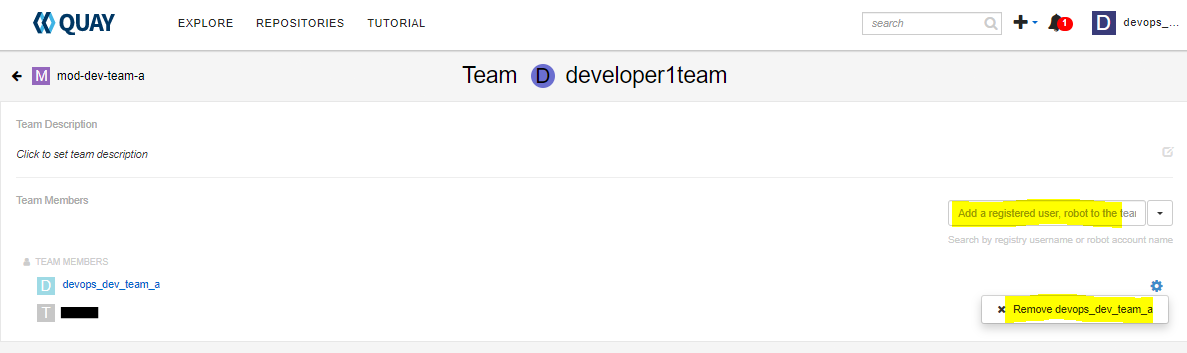 QUAY EXPLORE REPOSITORIES TUTORIAL search 1 D devops_...
M mod-dev-team-a Team D developer1team
Team Description
Click to set team description
Team Members
Add a registered user, robot to the tear
Search by registry username or robot account name
TEAM MEMBERS
D devops_dev_team_a
T
Remove devops_dev_team_a